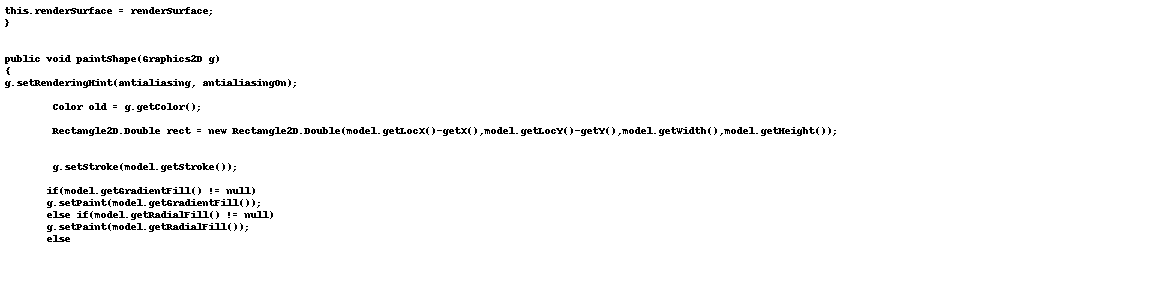 this.renderSurface = renderSurface;
}
public void paintShape(Graphics2D g)
{
g.setRenderingHint(antialiasing, antialiasingOn);
Color old = g.getColor();
Rectangle2D.Double rect = new Rectangle2D.Double(model.getLocX()-getX(),model.getLocY()-getY(),model.getWidth(),model.getHeight());
g.setStroke(model.getStroke());
if(model.getGradientFill() != null)
g.setPaint(model.getGradientFill());
else if(model.getRadialFill() != null)
g.setPaint(model.getRadialFill());
else